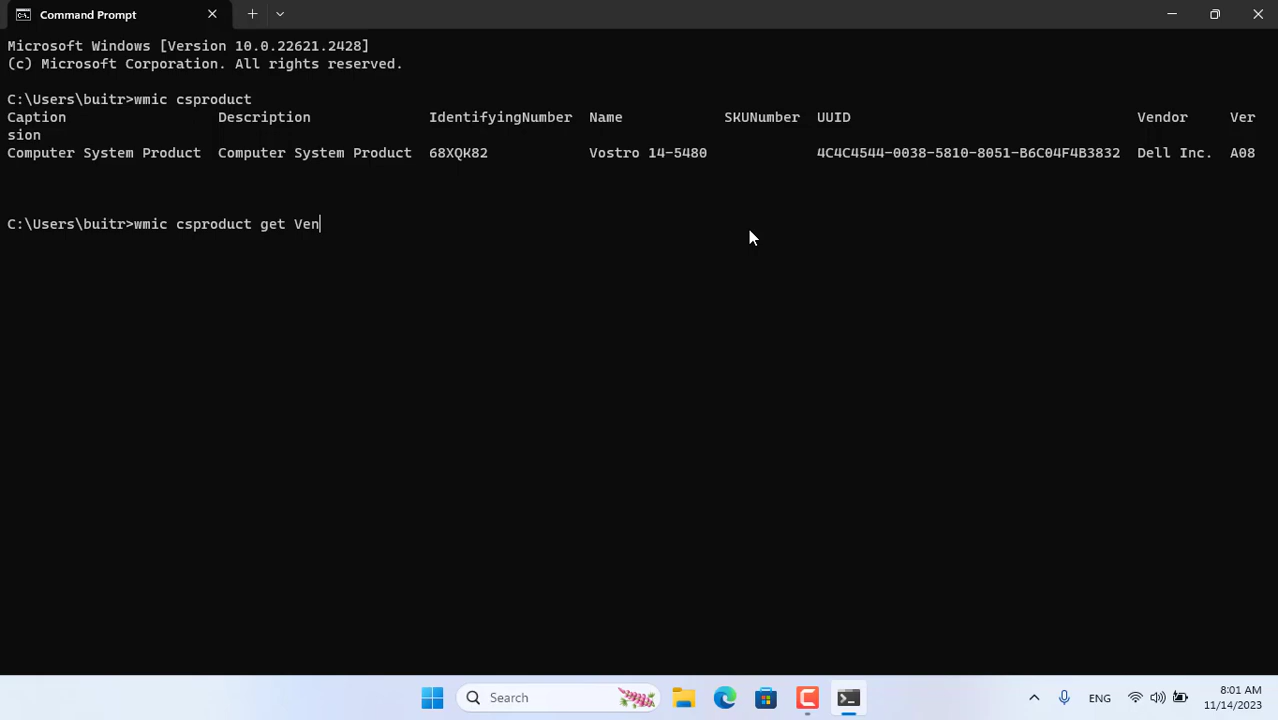 Command Prompt
Microsoft Windows [Version 10.0.22621.2428]
(c) Microsoft Corporation. All rights reserved.
C:\Users\buitr>wmic csproduct
Caption Description IdentifyingNumber Name SKUNumber UUID Vendor Ver
sion
Computer System Product Computer System Product 68XQK82 Vostro 14-5480 4C4C4544-0038-5810-8051-B6C04F4B3832 Dell Inc. A08
C:\Users\buitr>wmic csproduct get Ven
Search
ENG
8:01 AM
11/14/2023